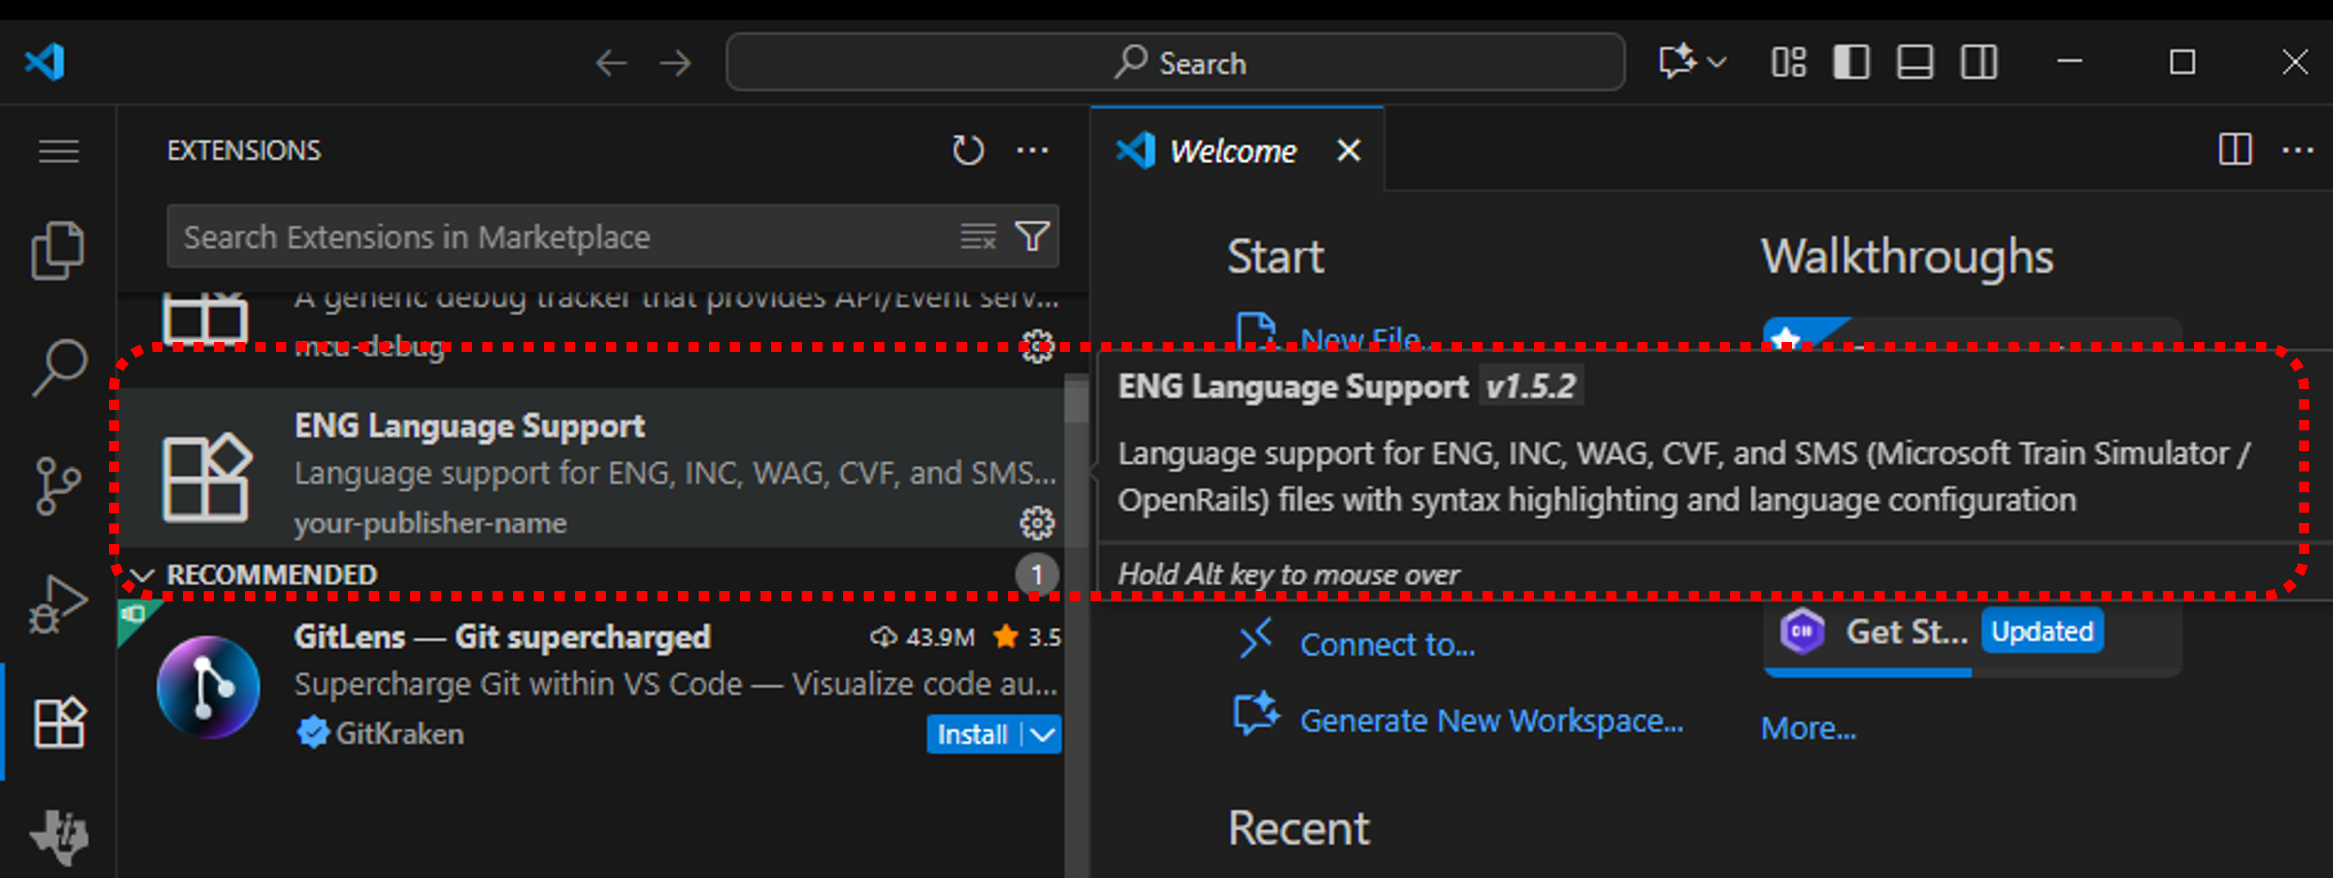 Search
EXTENSIONS
Search Extensions in Marketplace
A generic debug tracker that provides API/Event serv...
mcu-debug
ENG Language Support
Language support for ENG, INC, WAG, CVF, and SMS...
your-publisher-name
RECOMMENDED
1
GitLens — Git supercharged
43.9M
3.5
Supercharge Git within VS Code — Visualize code au...
GitKraken
Install
Welcome
Start
New File...
ENG Language Support v1.5.2
Language support for ENG, INC, WAG, CVF, and SMS (Microsoft Train Simulator /
OpenRails) files with syntax highlighting and language configuration
Hold Alt key to mouse over
Connect to...
Generate New Workspace...
Recent
Walkthroughs
Get St...
Updated
More...